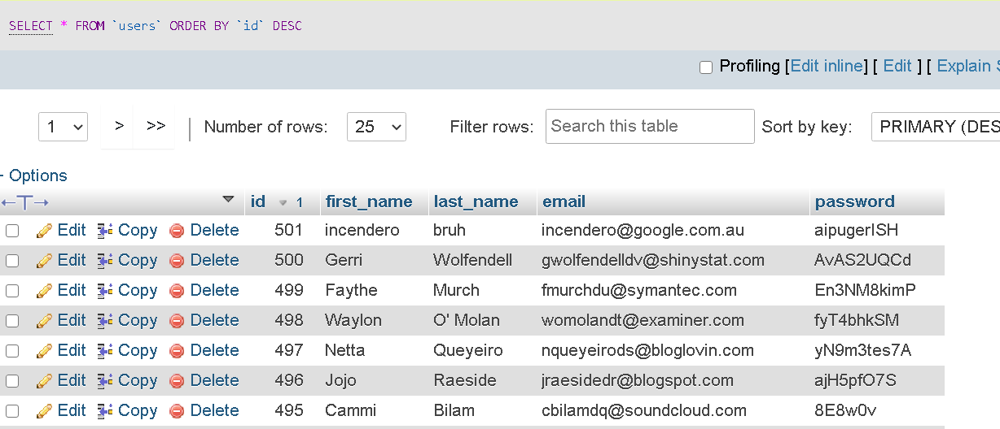 SELECT * FROM `users` ORDER BY `id` DESC
Profiling [Edit inline] [ Edit ] [ Explain S
1 > >> | Number of rows: 25 Filter rows: Search this table Sort by key: PRIMARY (DES
Options
←T→ id 1 first_name last_name email password
Edit Copy Delete 501 incendero bruh incendero@google.com.au aipugerISH
Edit Copy Delete 500 Gerri Wolfendell gwolfendelldv@shinystat.com AvAS2UQCd
Edit Copy Delete 499 Faythe Murch fmurchdu@symantec.com En3NM8kimP
Edit Copy Delete 498 Waylon O' Molan womolandt@examiner.com fyT4bhkSM
Edit Copy Delete 497 Netta Queyeiro nqueyeirods@bloglovin.com yN9m3tes7A
Edit Copy Delete 496 Jojo Raeside jraesidedr@blogspot.com ajH5pfO7S
Edit Copy Delete 495 Cammi Bilam cbilamdq@soundcloud.com 8E8w0v